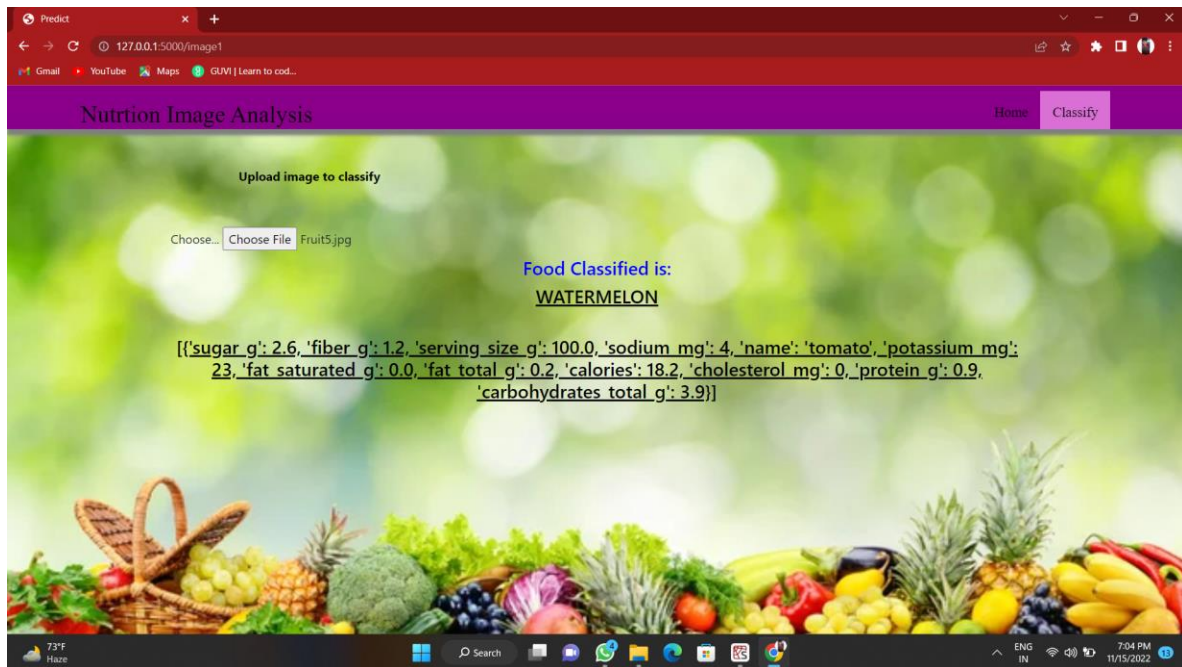 Predict
127.0.0.1:5000/image1
Gmail YouTube Maps GUVI | Learn to cod...
Nutrtion Image Analysis Home Classify
Upload image to classify
Choose... Choose File Fruit5.jpg
Food Classified is:
WATERMELON
[{'sugar_g': 2.6, 'fiber_g': 1.2, 'serving_size_g': 100.0, 'sodium_mg': 4, 'name': 'tomato', 'potassium_mg':
23, 'fat_saturated_g': 0.0, 'fat_total_g': 0.2, 'calories': 18.2, 'cholesterol_mg': 0, 'protein_g': 0.9,
'carbohydrates_total_g': 3.9}]
73°F
Haze
Search
4
ENG
IN
7:04 PM
11/15/2022
13